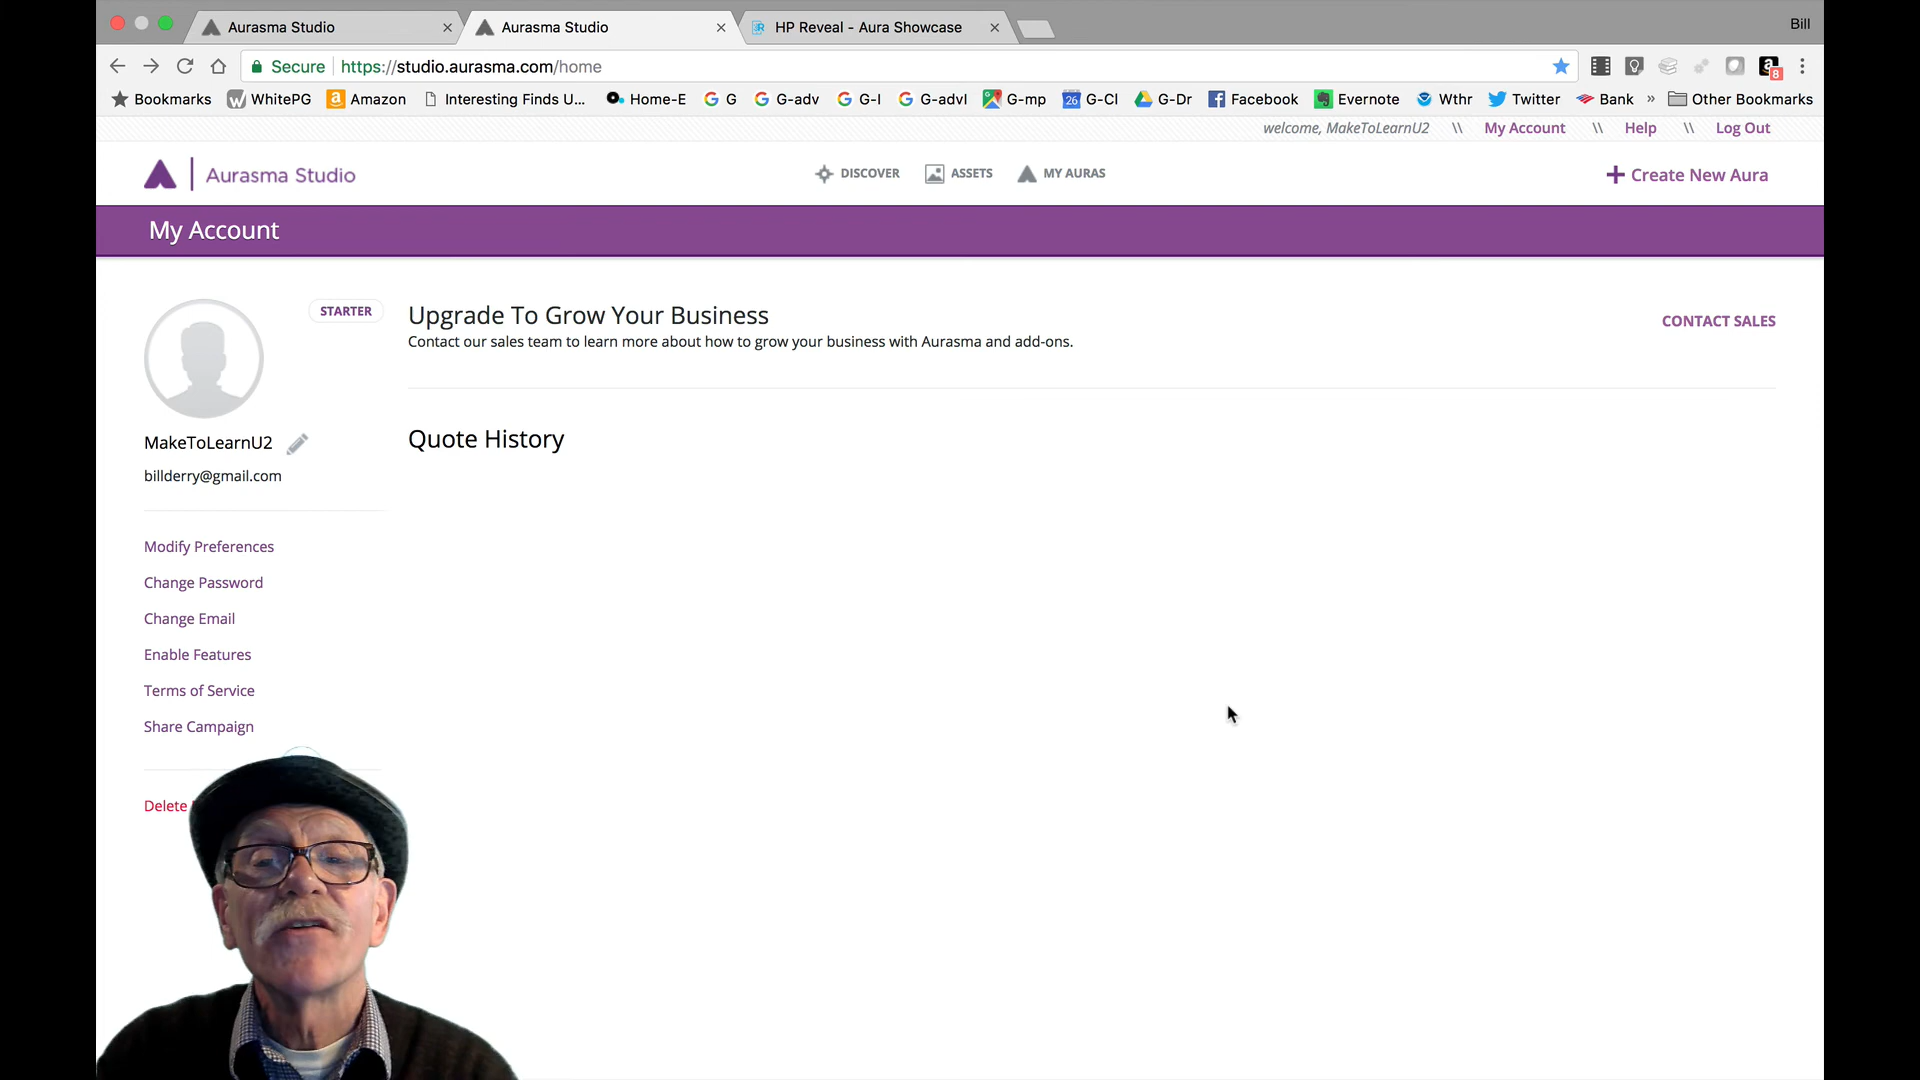 Aurasma Studio
Aurasma Studio
HP Reveal - Aura Showcase
Bill
Secure https://studio.aurasma.com/home
8
Bookmarks WhitePG Amazon Interesting Finds U... Home-E G G-adv G-I G-advI G-mp 26 G-Cl G-Dr Facebook Evernote Wthr Twitter Bank » Other Bookmarks
welcome, MakeToLearnU2 \\ My Account \\ Help \\ Log Out
Aurasma Studio
DISCOVER ASSETS MY AURAS
Create New Aura
My Account
STARTER
Upgrade To Grow Your Business
CONTACT SALES
Contact our sales team to learn more about how to grow your business with Aurasma and add-ons.
Quote History
MakeToLearnU2
billderry@gmail.com
Modify Preferences
Change Password
Change Email
Enable Features
Terms of Service
Share Campaign
Delete